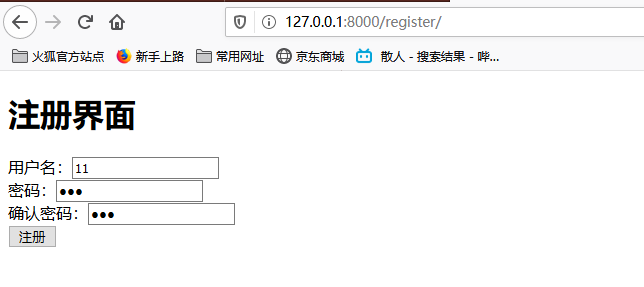 127.0.0.1:8000/register/
火狐官方站点 新手上路 常用网址 京东商城 散人 - 搜索结果 - 哔...
注册界面
用户名：11
密码：●●●
确认密码：●●●
注册